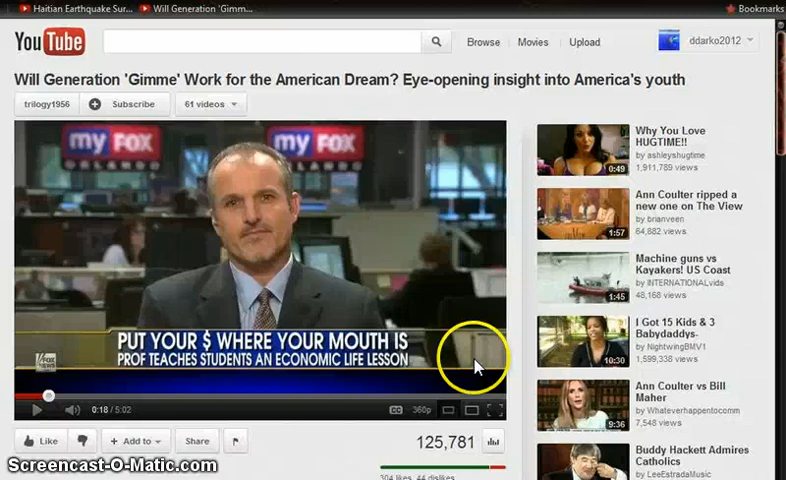 Haitian Earthquake Sur...
Will Generation 'Gimm...
Bookmarks
YouTube
Browse
Movies
Upload
ddarko2012
Will Generation 'Gimme' Work for the American Dream? Eye-opening insight into America's youth
trilogy1956
Subscribe
61 videos
my FOX
my FOX
PUT YOUR $ WHERE YOUR MOUTH IS
PROF TEACHES STUDENTS AN ECONOMIC LIFE LESSON
FOX
NEWS
0:18 / 5:02
CC
360p
Like
Add to
Share
125,781
304 likes, 44 dislikes
0:49
Why You Love
HUGTIME!!
by ashleyshugtime
1,911,789 views
1:57
Ann Coulter ripped a
new one on The View
by brianveen
64,882 views
1:45
Machine guns vs
Kayakers! US Coast
by INTERNATIONALvids
48,168 views
10:30
I Got 15 Kids & 3
Babydaddys-
by NightwingBMV1
1,599,338 views
9:36
Ann Coulter vs Bill
Maher
by Whateverhappentocomm
7,548 views
Buddy Hackett Admires
Catholics
by LeeEstradaMusic
Screencast-O-Matic.com